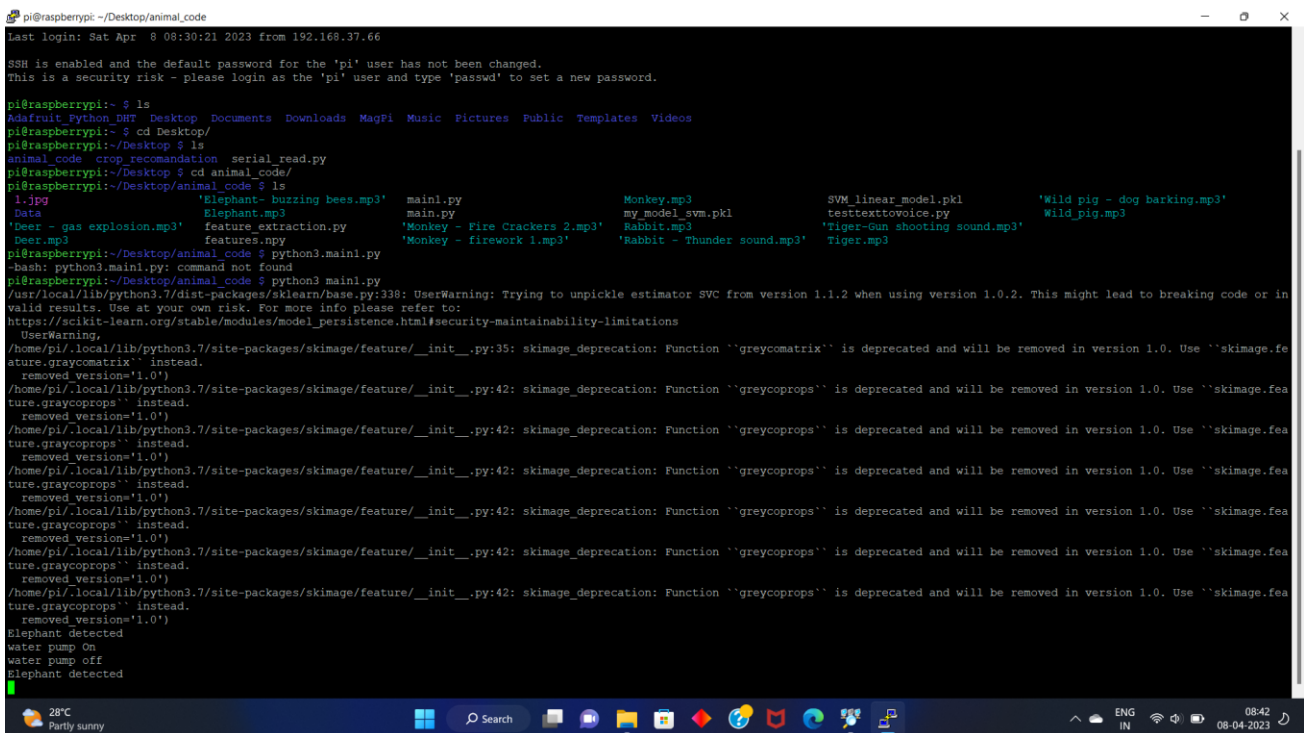 pi@raspberrypi: ~/Desktop/animal_code
Last login: Sat Apr  8 08:30:21 2023 from 192.168.37.66
SSH is enabled and the default password for the 'pi' user has not been changed.
This is a security risk - please login as the 'pi' user and type 'passwd' to set a new password.
pi@raspberrypi:~ $ ls
Adafruit_Python_DHT  Desktop  Documents  Downloads  MagPi  Music  Pictures  Public  Templates  Videos
pi@raspberrypi:~ $ cd Desktop/
pi@raspberrypi:~/Desktop $ ls
animal_code  crop_recomandation  serial_read.py
pi@raspberrypi:~/Desktop $ cd animal_code/
pi@raspberrypi:~/Desktop/animal_code $ ls
1.jpg  'Elephant- buzzing bees.mp3'  main1.py  Monkey.mp3  SVM_linear_model.pkl  'Wild pig - dog barking.mp3'
Data  Elephant.mp3  main.py  my_model_svm.pkl  testtexttovoice.py  Wild_pig.mp3
'Deer - gas explosion.mp3'  feature_extraction.py  'Monkey - Fire Crackers 2.mp3'  Rabbit.mp3  'Tiger-Gun shooting sound.mp3'
Deer.mp3  features.npy  'Monkey - firework 1.mp3'  'Rabbit - Thunder sound.mp3'  Tiger.mp3
pi@raspberrypi:~/Desktop/animal_code $ python3.main1.py
-bash: python3.main1.py: command not found
pi@raspberrypi:~/Desktop/animal_code $ python3 main1.py
/usr/local/lib/python3.7/dist-packages/sklearn/base.py:338: UserWarning: Trying to unpickle estimator SVC from version 1.1.2 when using version 1.0.2. This might lead to breaking code or in
valid results. Use at your own risk. For more info please refer to:
https://scikit-learn.org/stable/modules/model_persistence.html#security-maintainability-limitations
  UserWarning,
/home/pi/.local/lib/python3.7/site-packages/skimage/feature/__init__.py:35: skimage_deprecation: Function ``greycomatrix`` is deprecated and will be removed in version 1.0. Use ``skimage.fe
ature.graycomatrix`` instead.
  removed_version='1.0')
/home/pi/.local/lib/python3.7/site-packages/skimage/feature/__init__.py:42: skimage_deprecation: Function ``greycoprops`` is deprecated and will be removed in version 1.0. Use ``skimage.fea
ture.graycoprops`` instead.
  removed_version='1.0')
/home/pi/.local/lib/python3.7/site-packages/skimage/feature/__init__.py:42: skimage_deprecation: Function ``greycoprops`` is deprecated and will be removed in version 1.0. Use ``skimage.fea
ture.graycoprops`` instead.
  removed_version='1.0')
/home/pi/.local/lib/python3.7/site-packages/skimage/feature/__init__.py:42: skimage_deprecation: Function ``greycoprops`` is deprecated and will be removed in version 1.0. Use ``skimage.fea
ture.graycoprops`` instead.
  removed_version='1.0')
/home/pi/.local/lib/python3.7/site-packages/skimage/feature/__init__.py:42: skimage_deprecation: Function ``greycoprops`` is deprecated and will be removed in version 1.0. Use ``skimage.fea
ture.graycoprops`` instead.
  removed_version='1.0')
/home/pi/.local/lib/python3.7/site-packages/skimage/feature/__init__.py:42: skimage_deprecation: Function ``greycoprops`` is deprecated and will be removed in version 1.0. Use ``skimage.fea
ture.graycoprops`` instead.
  removed_version='1.0')
/home/pi/.local/lib/python3.7/site-packages/skimage/feature/__init__.py:42: skimage_deprecation: Function ``greycoprops`` is deprecated and will be removed in version 1.0. Use ``skimage.fea
ture.graycoprops`` instead.
  removed_version='1.0')
Elephant detected
water pump On
water pump off
Elephant detected
28°C
Partly sunny
Search
ENG
IN
08:42
08-04-2023